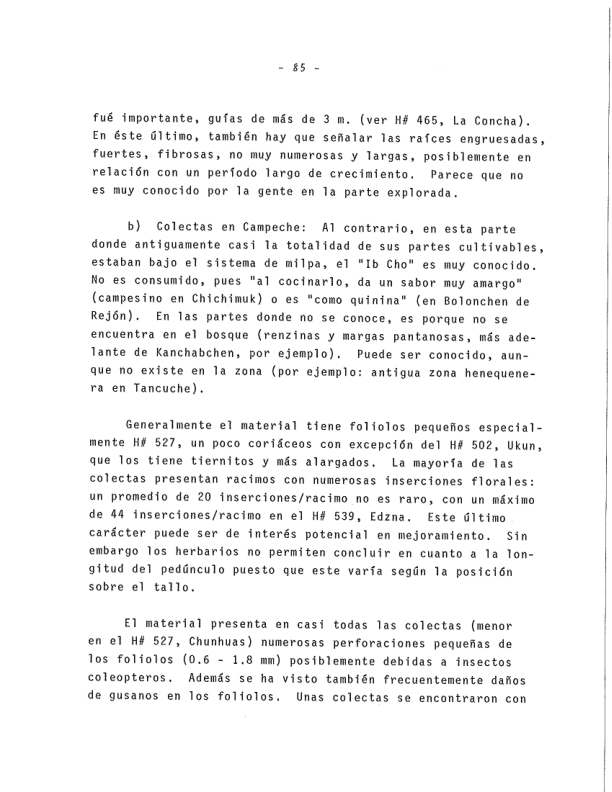 - 85 -
fué importante, guías de más de 3 m. (ver H# 465, La Concha).
En éste último, también hay que señalar las raíces engruesadas,
fuertes, fibrosas, no muy numerosas y largas, posiblemente en
relación con un período largo de crecimiento. Parece que no
es muy conocido por la gente en la parte explorada.
b) Colectas en Campeche: Al contrario, en esta parte
donde antiguamente casi la totalidad de sus partes cultivables,
estaban bajo el sistema de milpa, el "Ib Cho" es muy conocido.
No es consumido, pues "al cocinarlo, da un sabor muy amargo"
(campesino en Chichimuk) o es "como quinina" (en Bolonchen de
Rejón). En las partes donde no se conoce, es porque no se
encuentra en el bosque (renzinas y margas pantanosas, más ade-
lante de Kanchabchen, por ejemplo). Puede ser conocido, aun-
que no existe en la zona (por ejemplo: antigua zona henequene-
ra en Tancuche).
Generalmente el material tiene foliolos pequeños especial-
mente H# 527, un poco coriáceos con excepción del H# 502, Ukun,
que los tiene tiernitos y más alargados. La mayoría de las
colectas presentan racimos con numerosas inserciones florales:
un promedio de 20 inserciones/racimo no es raro, con un máximo
de 44 inserciones/racimo en el H# 539, Edzna. Este último
carácter puede ser de interés potencial en mejoramiento. Sin
embargo los herbarios no permiten concluir en cuanto a la lon-
gitud del pedúnculo puesto que este varía según la posición
sobre el tallo.
El material presenta en casi todas las colectas (menor
en el H# 527, Chunhuas) numerosas perforaciones pequeñas de
los foliolos (0.6 - 1.8 mm) posiblemente debidas a insectos
coleopteros. Además se ha visto también frecuentemente daños
de gusanos en los foliolos. Unas colectas se encontraron con